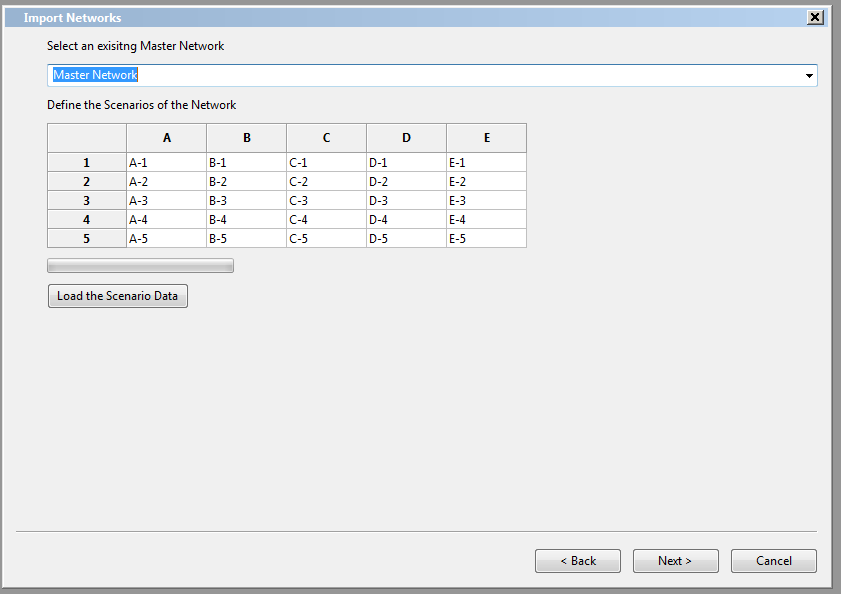 Import Networks
Select an exisitng Master Network
Master Network
Define the Scenarios of the Network
A B C D E
1 A-1 B-1 C-1 D-1 E-1
2 A-2 B-2 C-2 D-2 E-2
3 A-3 B-3 C-3 D-3 E-3
4 A-4 B-4 C-4 D-4 E-4
5 A-5 B-5 C-5 D-5 E-5
Load the Scenario Data
< Back Next > Cancel